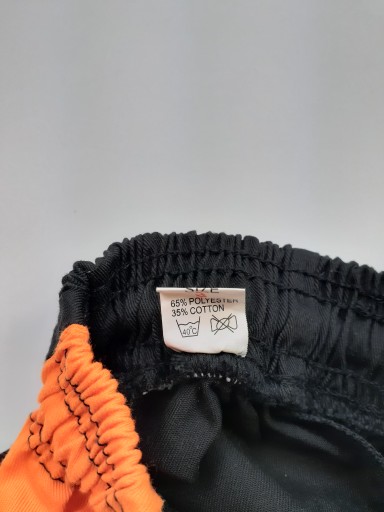 SIZE
65% POLYESTER
35% COTTON
40°C